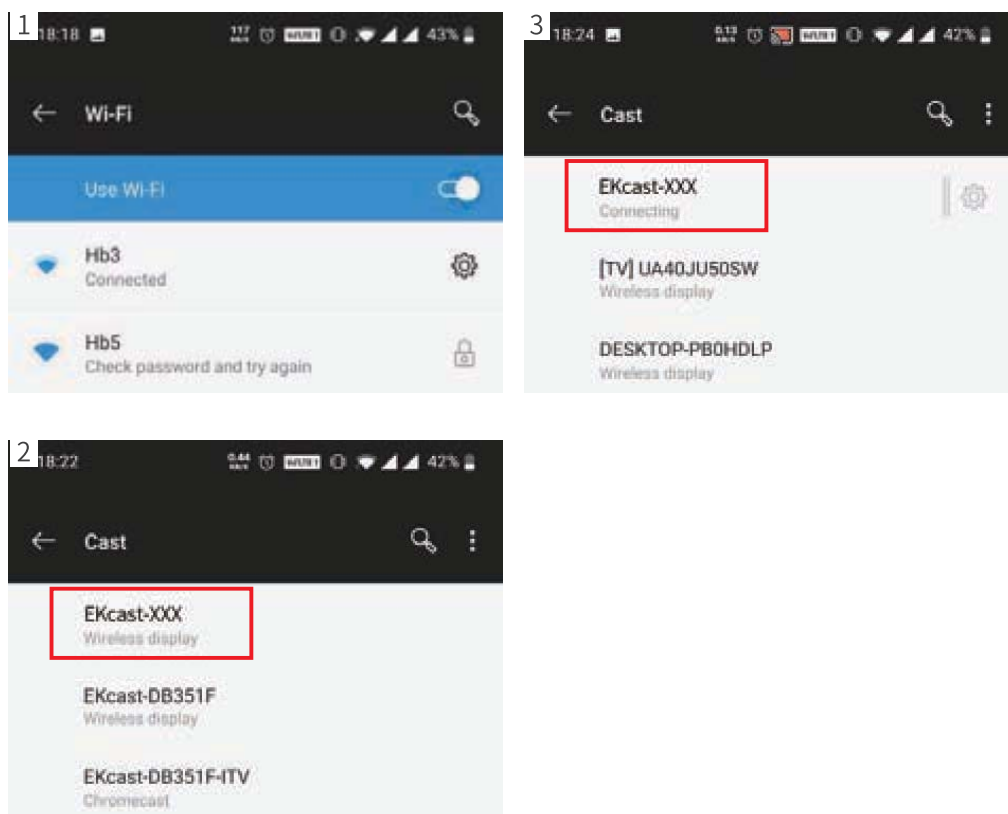 1
18:18
43%
Wi-Fi
Use Wi-Fi
Hb3
Connected
Hb5
Check password and try again
2
18:22
42%
Cast
EKcast-XXX
Wireless display
EKcast-DB351F
Wireless display
EKcast-DB351F-ITV
Chromecast
3
18:24
42%
Cast
EKcast-XXX
Connecting
[TV] UA40JU50SW
Wireless display
DESKTOP-PB0HDLP
Wireless display